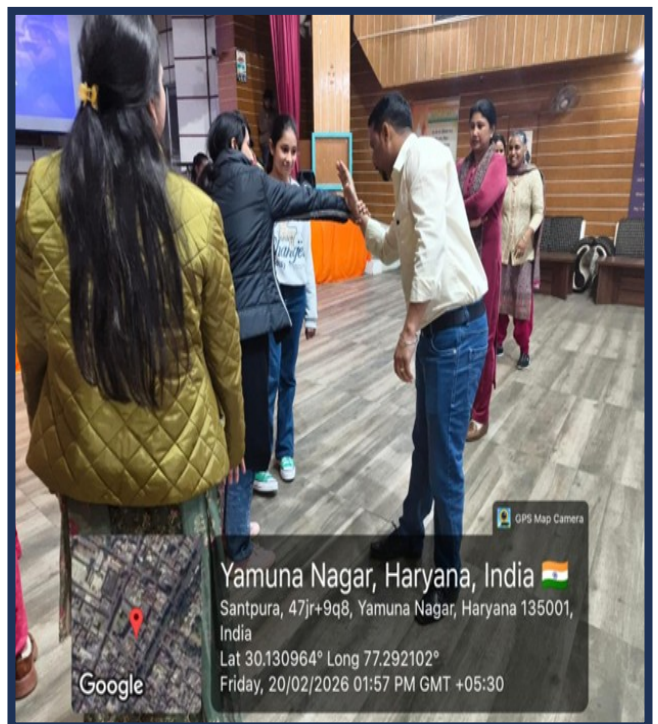 GPS Map Camera
Yamuna Nagar, Haryana, India 🇮🇳
Santpura, 47jr+9q8, Yamuna Nagar, Haryana 135001,
India
Lat 30.130964° Long 77.292102°
Friday, 20/02/2026 01:57 PM GMT +05:30
Google